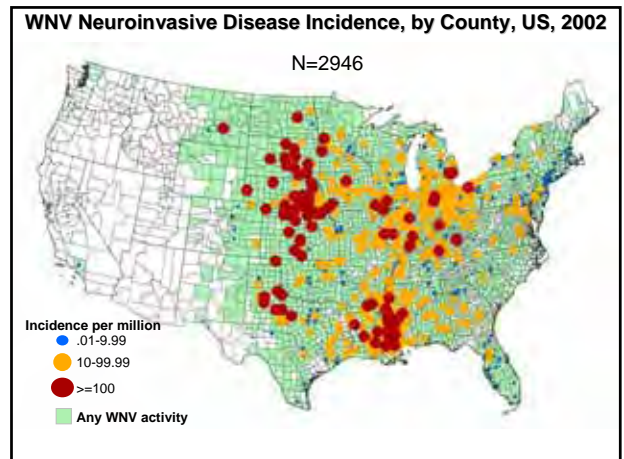 WNV Neuroinvasive Disease Incidence, by County, US, 2002
N=2946
Incidence per million
.01-9.99
10-99.99
>=100
Any WNV activity